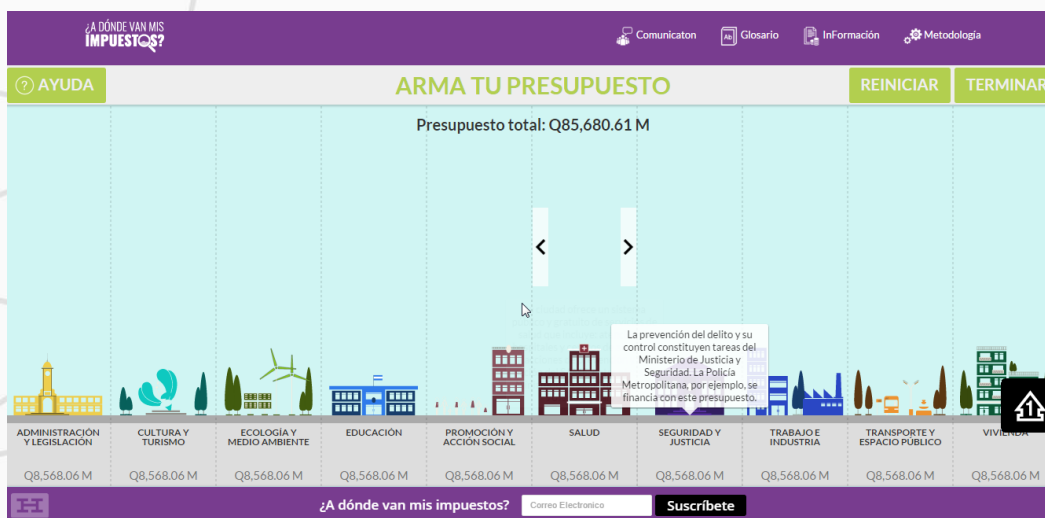 ¿A DÓNDE VAN MIS
IMPUESTOS?
Comunicaton
Ab
Glosario
InFormación
Metodología
? AYUDA
ARMA TU PRESUPUESTO
REINICIAR
TERMINAR
Presupuesto total: Q85,680.61 M
La prevención del delito y su
control constituyen tareas del
Ministerio de Justicia y
Seguridad. La Policía
Metropolitana, por ejemplo, se
financia con este presupuesto.
ADMINISTRACIÓN
Y LEGISLACIÓN
CULTURA Y
TURISMO
ECOLOGÍA Y
MEDIO AMBIENTE
EDUCACIÓN
PROMOCIÓN Y
ACCIÓN SOCIAL
SALUD
SEGURIDAD Y
JUSTICIA
TRABAJO E
INDUSTRIA
TRANSPORTE Y
ESPACIO PÚBLICO
VIVIENDA
Q8,568.06 M
Q8,568.06 M
Q8,568.06 M
Q8,568.06 M
Q8,568.06 M
Q8,568.06 M
Q8,568.06 M
Q8,568.06 M
Q8,568.06 M
Q8,568.06 M
¿A dónde van mis impuestos?
Correo Electronico
Suscríbete